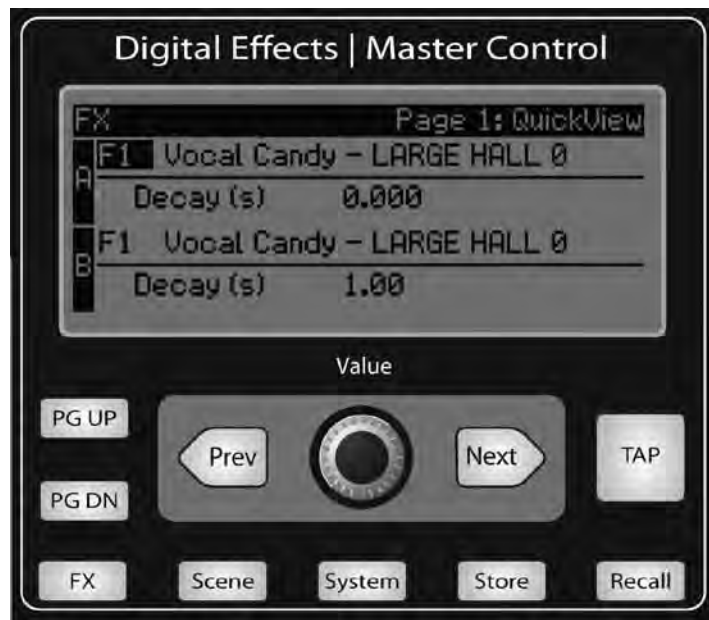 Digital Effects | Master Control
FX Page 1: QuickView
A F1 Vocal Candy – LARGE HALL 0
Decay (s) 0.000
B F1 Vocal Candy – LARGE HALL 0
Decay (s) 1.00
Value
PG UP
Prev Next TAP
PG DN
FX Scene System Store Recall